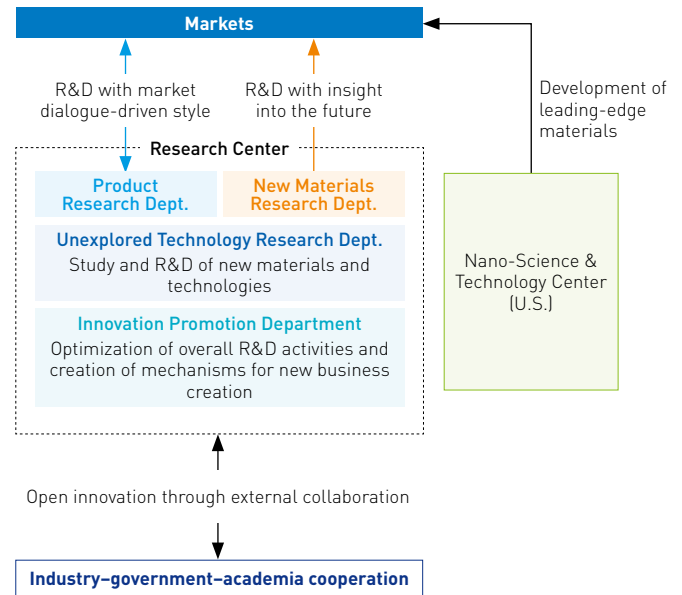 Markets
R&D with market
dialogue-driven style
R&D with insight
into the future
Development of
leading-edge
materials
Research Center
Product
Research Dept.
New Materials
Research Dept.
Unexplored Technology Research Dept.
Study and R&D of new materials and
technologies
Innovation Promotion Department
Optimization of overall R&D activities and
creation of mechanisms for new business
creation
Nano-Science &
Technology Center
(U.S.)
Open innovation through external collaboration
Industry–government–academia cooperation